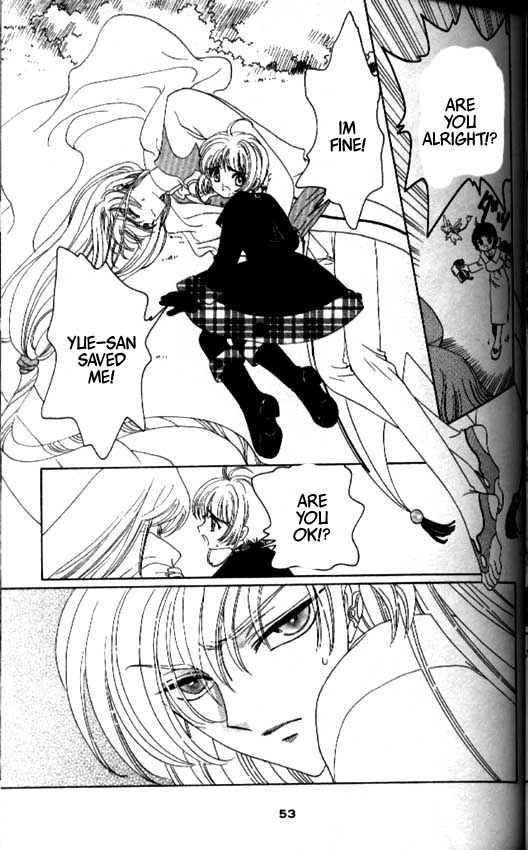 ARE
YOU
ALRIGHT!?
IM
FINE!
YUE-SAN
SAVED
ME!
ARE
YOU
OK!?
53